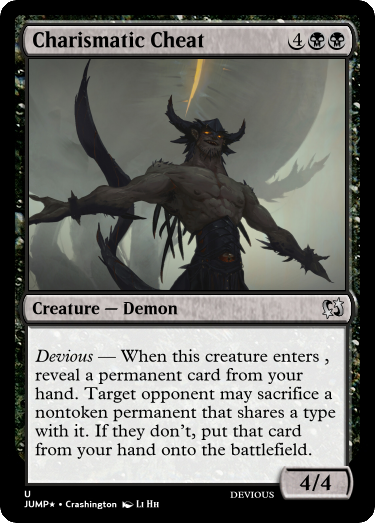 Charismatic Cheat 4
Creature — Demon
Devious — When this creature enters ,
reveal a permanent card from your
hand. Target opponent may sacrifice a
nontoken permanent that shares a type
with it. If they don't, put that card
from your hand onto the battlefield.
4/4
U DEVIOUS
JUMP★ • Crashington Li Hh